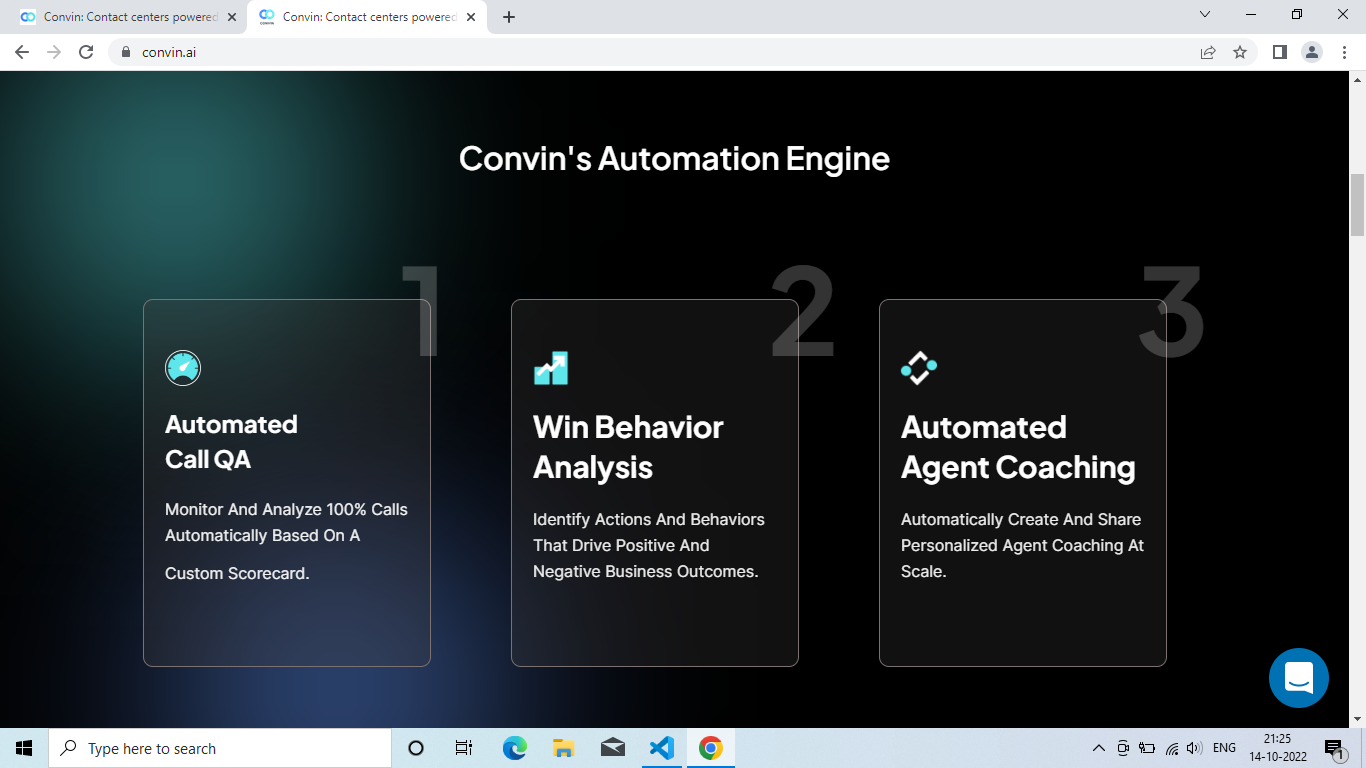 Convin: Contact centers powered
Convin: Contact centers powered
convin.ai
Convin's Automation Engine
1
2
3
Automated
Call QA
Monitor And Analyze 100% Calls
Automatically Based On A
Custom Scorecard.
Win Behavior
Analysis
Identify Actions And Behaviors
That Drive Positive And
Negative Business Outcomes.
Automated
Agent Coaching
Automatically Create And Share
Personalized Agent Coaching At
Scale.
Type here to search
ENG
21:25
14-10-2022
1